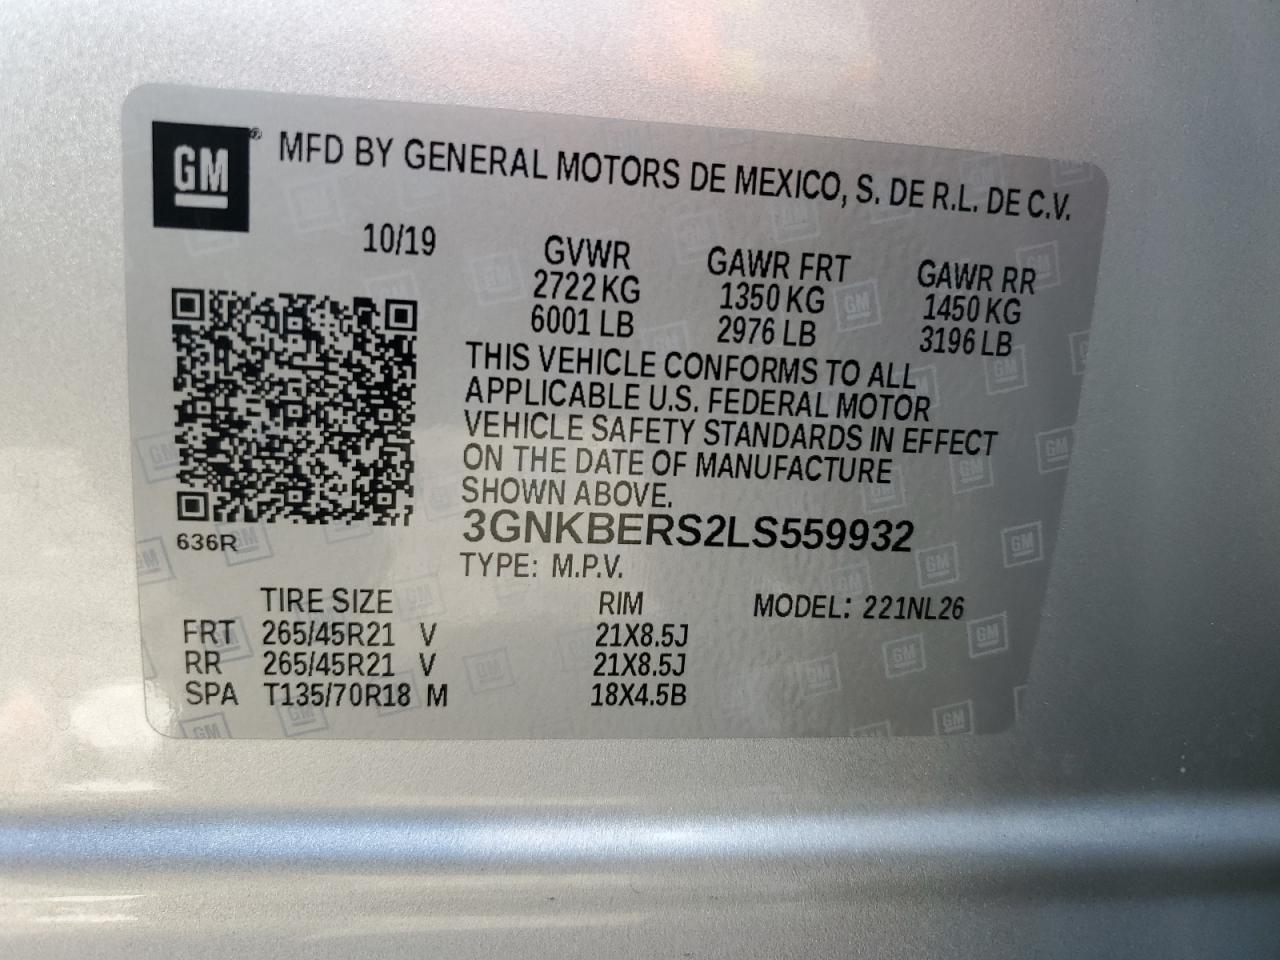 GM ® MFD BY GENERAL MOTORS DE MEXICO, S. DE R.L. DE C.V.
10/19
GVWR GAWR FRT GAWR RR
2722 KG 1350 KG 1450 KG
6001 LB 2976 LB 3196 LB
THIS VEHICLE CONFORMS TO ALL
APPLICABLE U.S. FEDERAL MOTOR
VEHICLE SAFETY STANDARDS IN EFFECT
ON THE DATE OF MANUFACTURE
SHOWN ABOVE.
3GNKBERS2LS559932
636R
TYPE: M.P.V.
TIRE SIZE RIM MODEL: 221NL26
FRT 265/45R21 V 21X8.5J
RR 265/45R21 V 21X8.5J
SPA T135/70R18 M 18X4.5B